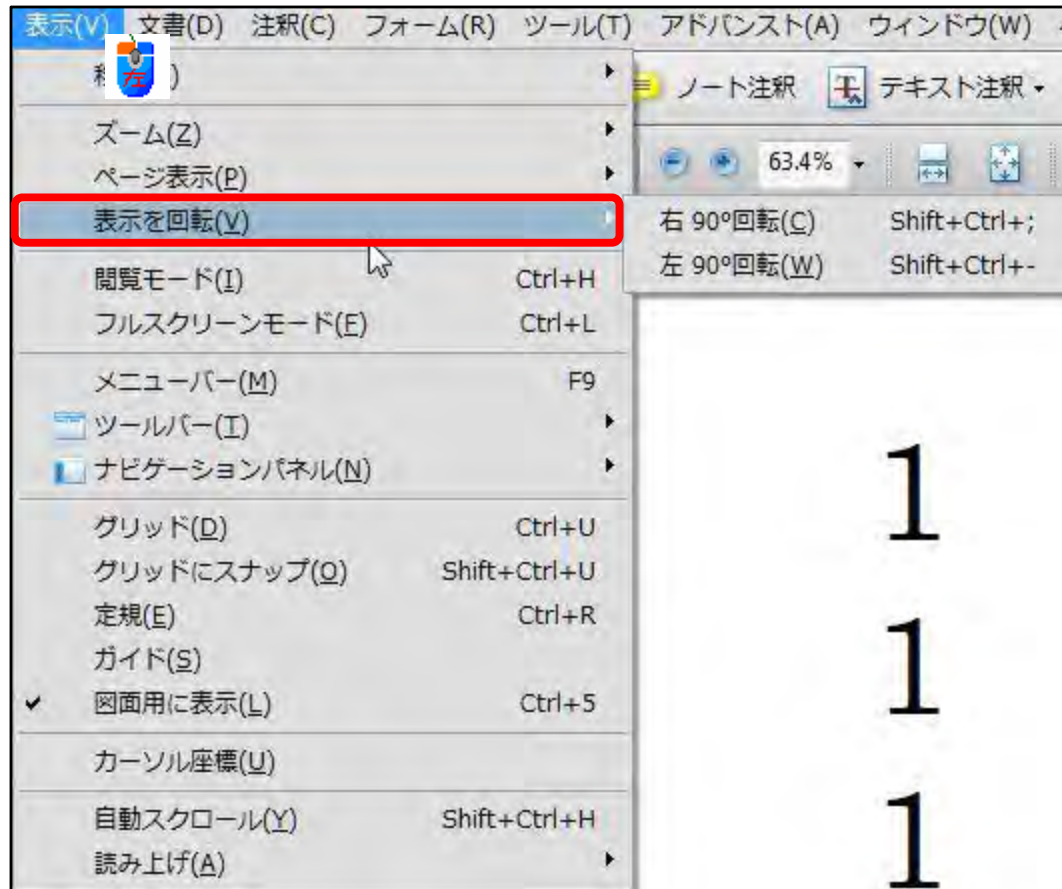 表示(V) 文書(D) 注釈(C) フォーム(R) ツール(T) アドバンスト(A) ウィンドウ(W)
左
ノート注釈 テキスト注釈
ズーム(Z)
63.4%
ページ表示(P)
表示を回転(V)
右 90°回転(C) Shift+Ctrl+;
左 90°回転(W) Shift+Ctrl+-
閲覧モード(I) Ctrl+H
フルスクリーンモード(F) Ctrl+L
メニューバー(M) F9
ツールバー(T)
ナビゲーションパネル(N)
1
グリッド(D) Ctrl+U
グリッドにスナップ(O) Shift+Ctrl+U
定規(E) Ctrl+R
ガイド(S)
1
図面用に表示(L) Ctrl+5
カーソル座標(U)
自動スクロール(Y) Shift+Ctrl+H
1
読み上げ(A)